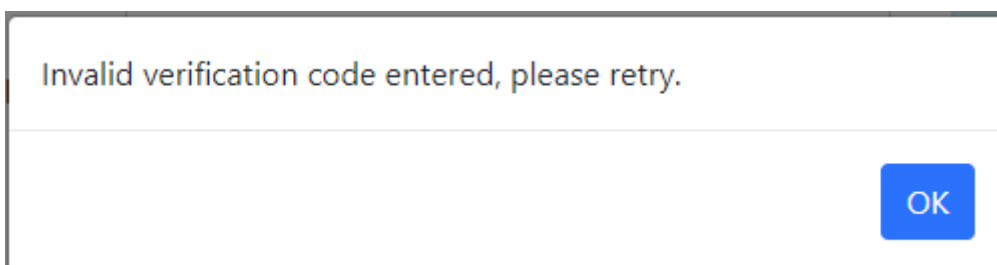 Invalid verification code entered, please retry.
OK